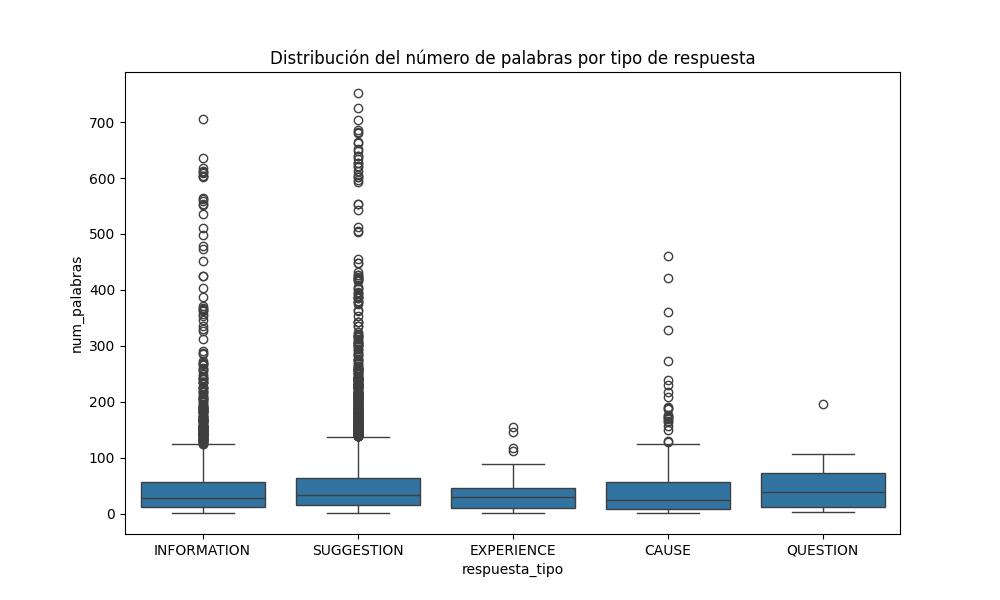 Distribución del número de palabras por tipo de respuesta
700
600
500
400
300
200
100
0
num_palabras
INFORMATION
SUGGESTION
EXPERIENCE
CAUSE
QUESTION
respuesta_tipo